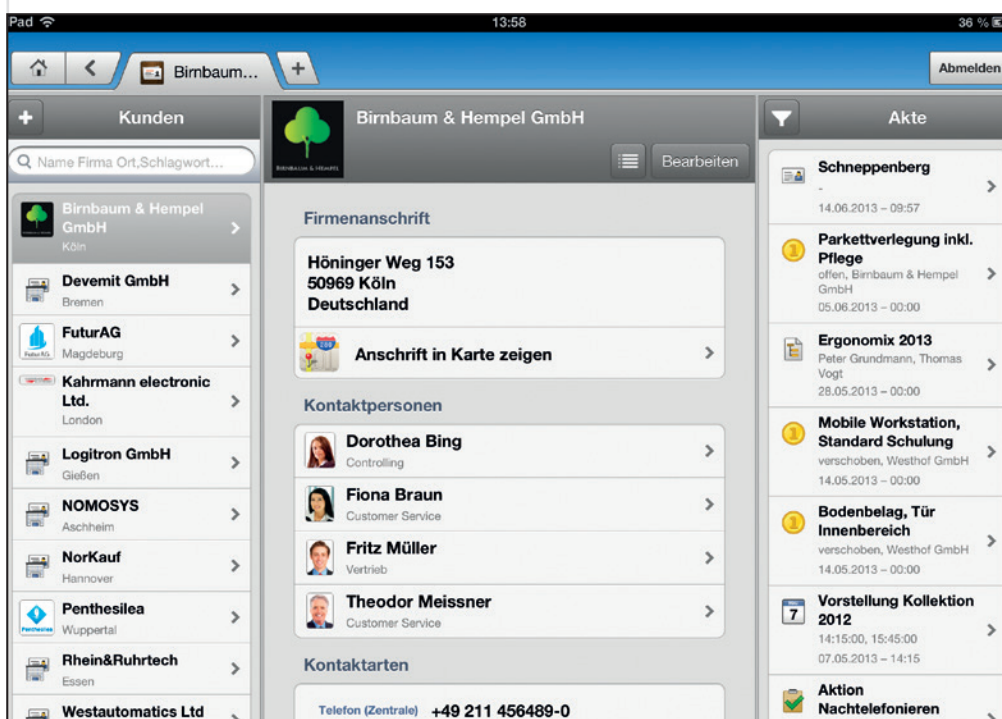 Pad
13:58
36 %
Birnbaum...
+
Abmelden
+
Kunden
Name Firma Ort,Schlagwort...
Birnbaum & Hempel
GmbH
Köln
Devemit GmbH
Bremen
FuturAG
Magdeburg
Kahrmann electronic
Ltd.
London
Logitron GmbH
Gießen
NOMOSYS
Aschheim
NorKauf
Hannover
Penthesilea
Wuppertal
Rhein&Ruhrtech
Essen
Westautomatics Ltd
BIRNBAUM & HEMPEL
Birnbaum & Hempel GmbH
Bearbeiten
Firmenanschrift
Höninger Weg 153
50969 Köln
Deutschland
Anschrift in Karte zeigen
Kontaktpersonen
Dorothea Bing
Controlling
Fiona Braun
Customer Service
Fritz Müller
Vertrieb
Theodor Meissner
Customer Service
Kontaktarten
Telefon (Zentrale) +49 211 456489-0
Akte
Schneppenberg
-
14.06.2013 – 09:57
1
Parkettverlegung inkl.
Pflege
offen, Birnbaum & Hempel
GmbH
05.06.2013 – 00:00
Ergonomix 2013
Peter Grundmann, Thomas
Vogt
28.05.2013 – 00:00
1
Mobile Workstation,
Standard Schulung
verschoben, Westhof GmbH
14.05.2013 – 00:00
1
Bodenbelag, Tür
Innenbereich
verschoben, Westhof GmbH
14.05.2013 – 00:00
7
Vorstellung Kollektion
2012
14:15:00, 15:45:00
07.05.2013 – 14:15
Aktion
Nachtelefonieren